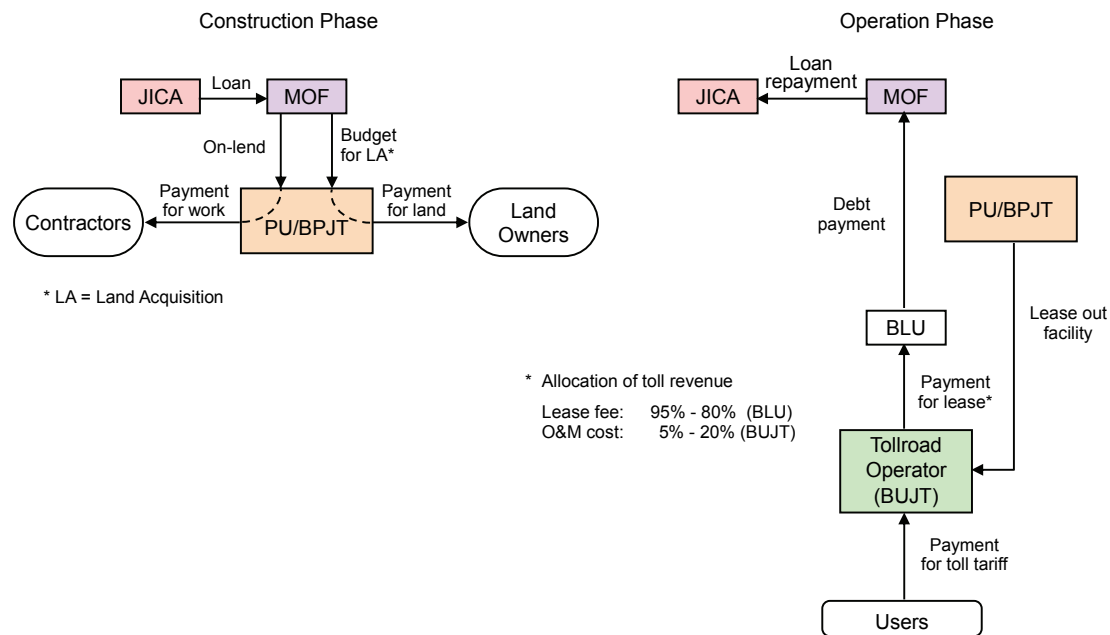 Construction Phase
JICA
Loan
MOF
On-lend
Budget
for LA*
Payment
for work
Payment
for land
Contractors
PU/BPJT
Land
Owners
* LA = Land Acquisition
Operation Phase
JICA
Loan
repayment
MOF
Debt
payment
PU/BPJT
BLU
Lease out
facility
* Allocation of toll revenue
Lease fee: 95% - 80% (BLU)
O&M cost: 5% - 20% (BUJT)
Payment
for lease*
Tollroad
Operator
(BUJT)
Payment
for toll tariff
Users